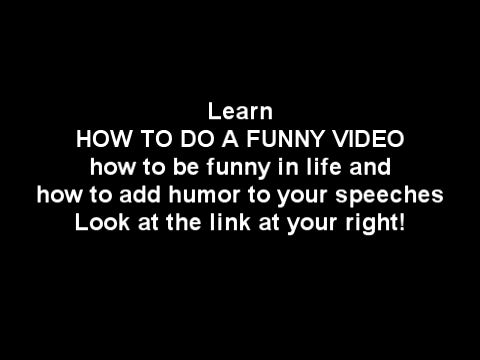 Learn
HOW TO DO A FUNNY VIDEO
how to be funny in life and
how to add humor to your speeches
Look at the link at your right!